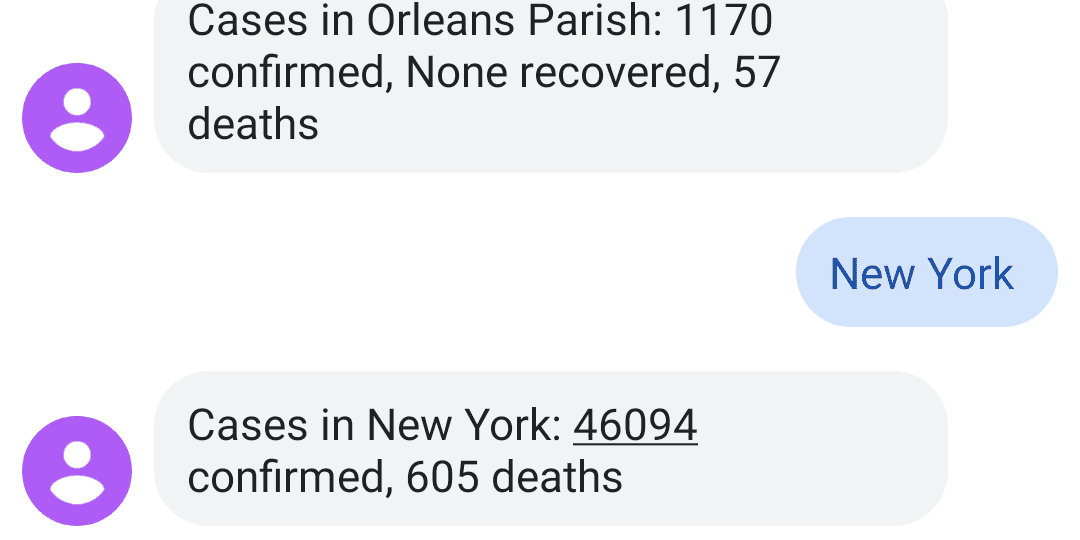 Cases in Orleans Parish: 1170
confirmed, None recovered, 57
deaths
New York
Cases in New York: 46094
confirmed, 605 deaths